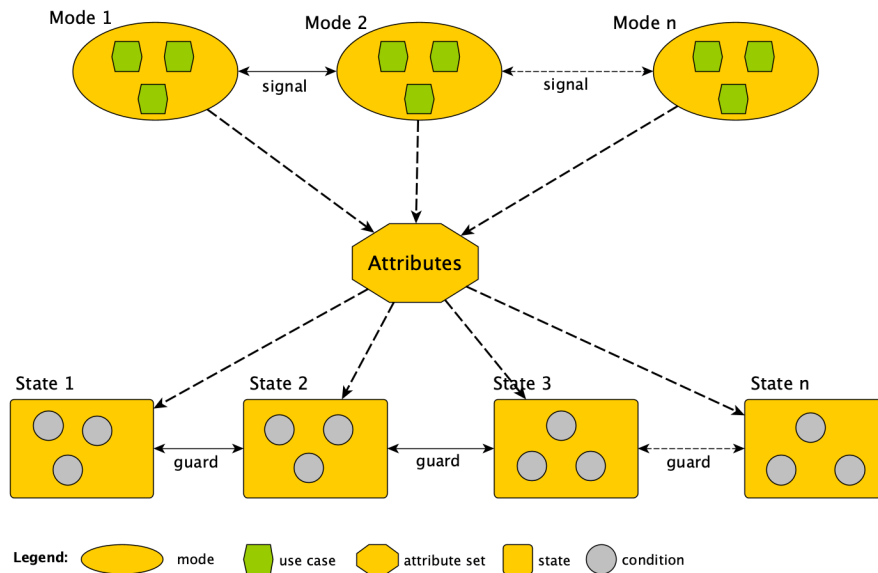 Mode 1
Mode 2
Mode n
signal
signal
Attributes
State 1
State 2
State 3
State n
guard
guard
guard
Legend: mode use case attribute set state condition